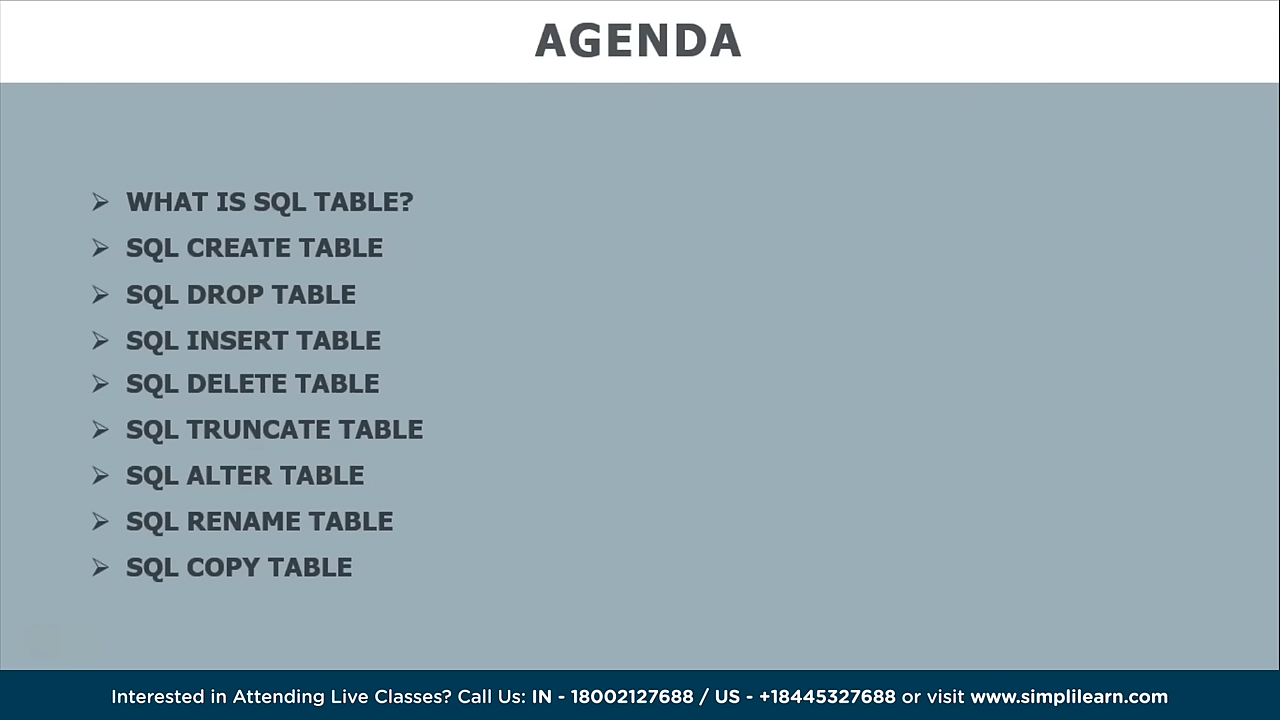 AGENDA
WHAT IS SQL TABLE?
SQL CREATE TABLE
SQL DROP TABLE
SQL INSERT TABLE
SQL DELETE TABLE
SQL TRUNCATE TABLE
SQL ALTER TABLE
SQL RENAME TABLE
SQL COPY TABLE
Interested in Attending Live Classes? Call Us: IN - 18002127688 / US - +18445327688 or visit www.simplilearn.com